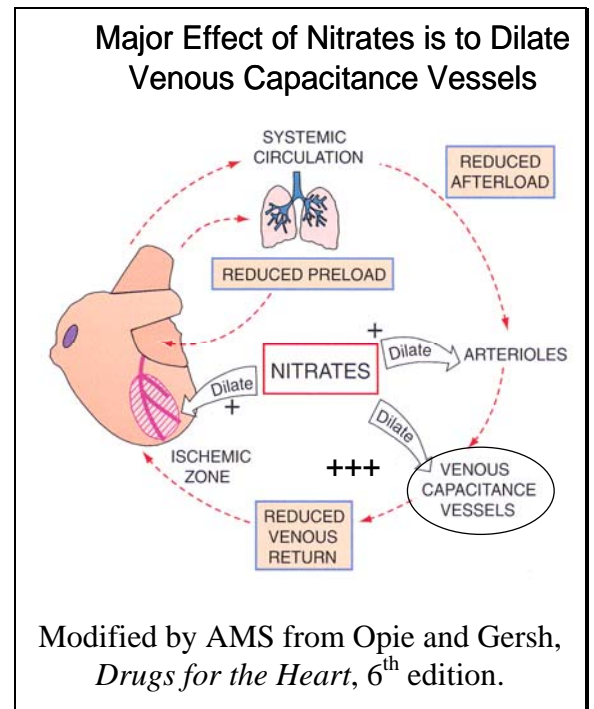 Major Effect of Nitrates is to Dilate
Venous Capacitance Vessels
SYSTEMIC
CIRCULATION
REDUCED
AFTERLOAD
REDUCED PRELOAD
+
Dilate
ARTERIOLES
NITRATES
Dilate
+
Dilate
ISCHEMIC
ZONE
+++
VENOUS
CAPACITANCE
VESSELS
REDUCED
VENOUS
RETURN
Modified by AMS from Opie and Gersh,
Drugs for the Heart, 6th edition.